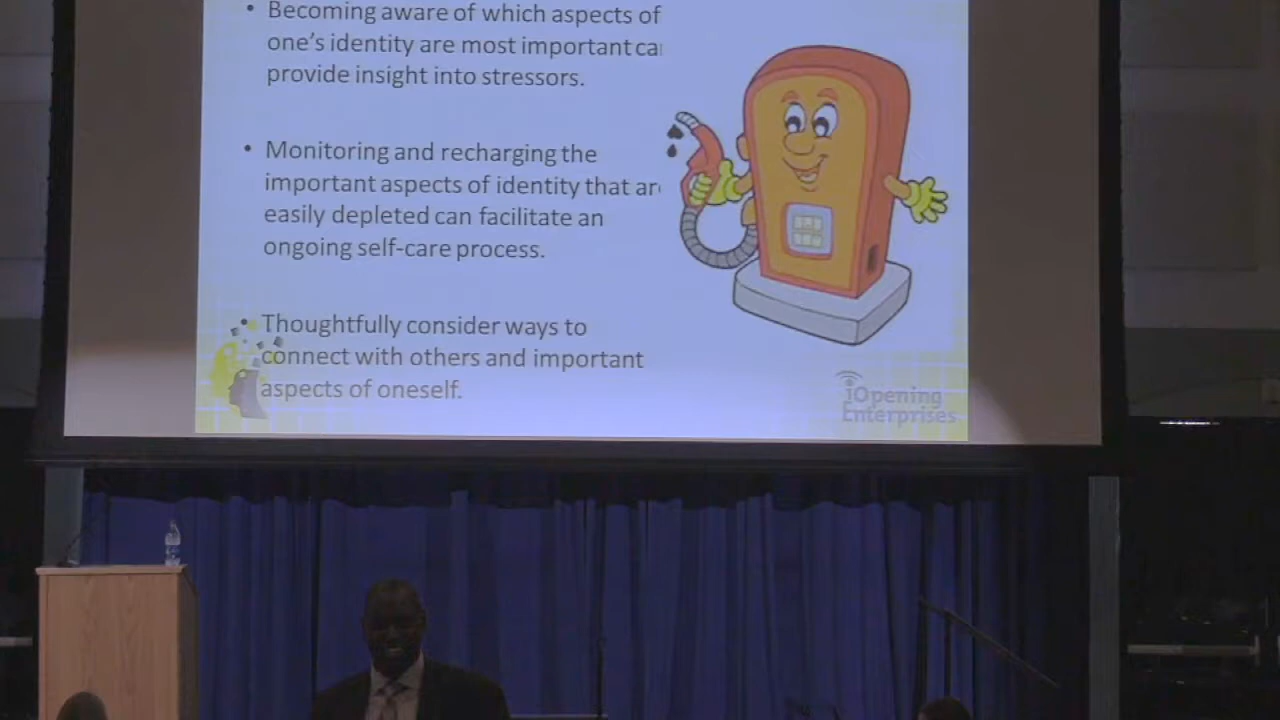 • Becoming aware of which aspects of
one's identity are most important ca
provide insight into stressors.
• Monitoring and recharging the
important aspects of identity that are
easily depleted can facilitate an
ongoing self-care process.
• Thoughtfully consider ways to
connect with others and important
aspects of oneself.
iOpening
Enterprises